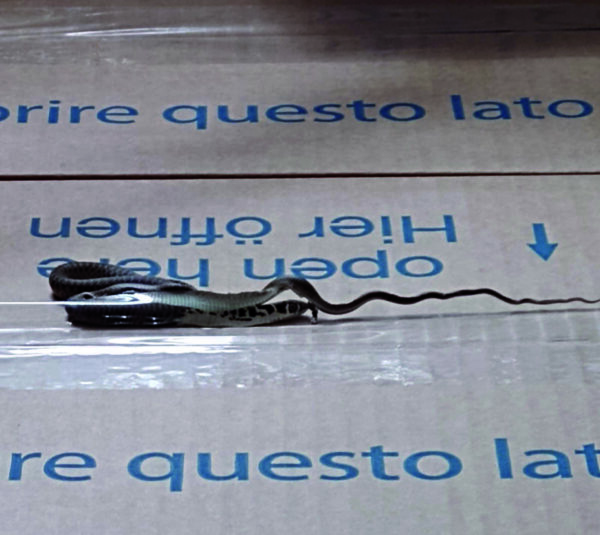 prire questo lato
open here
Hier öffnen
re questo lat